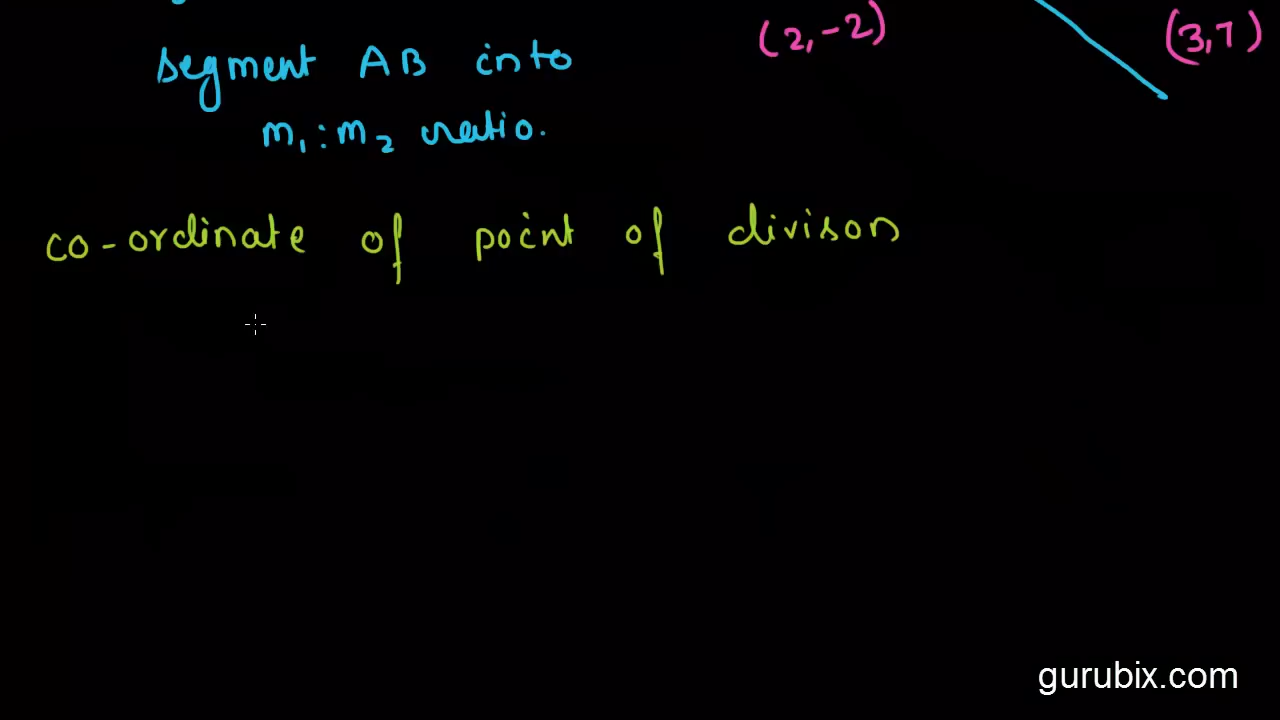 (2,-2)
(3,7)
segment AB into
m₁:m₂ ratio.
co-ordinate of point of divison
gurubix.com